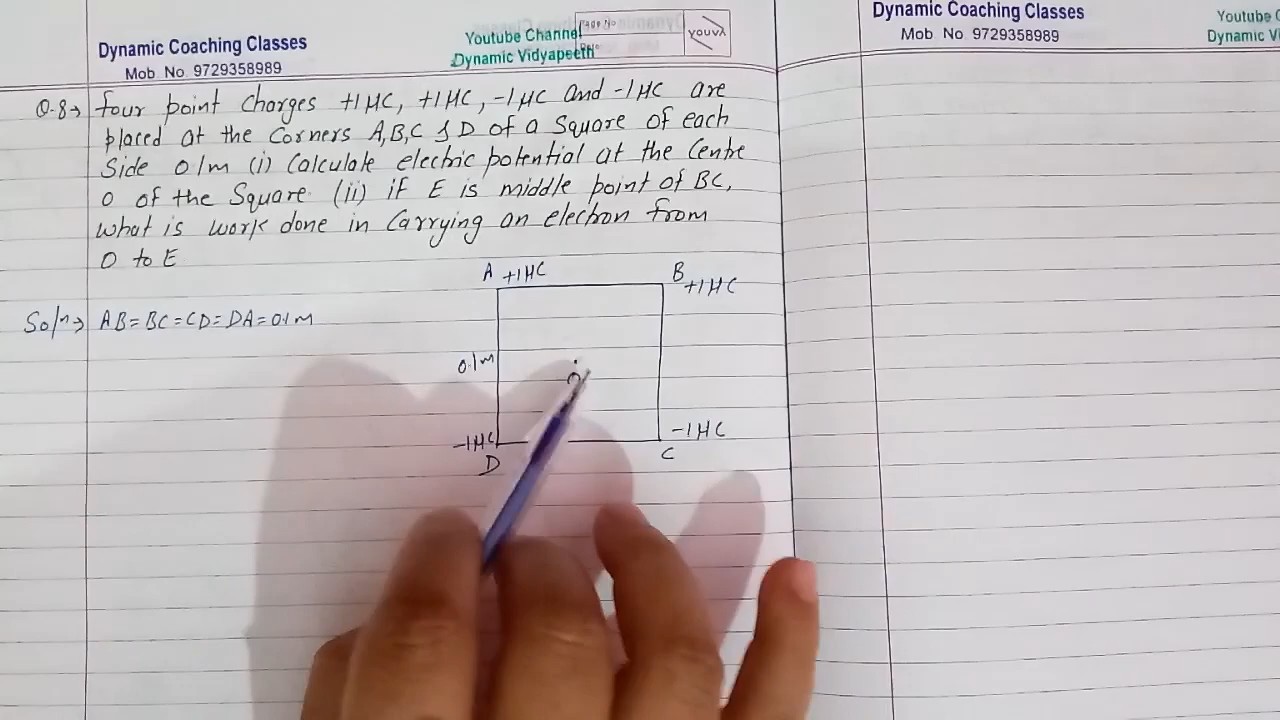 Dynamic Coaching Classes
Mob No 9729358989
Youtube Channel
Dynamic Vidyapeeth
Page No
Date
YOUVA
Dynamic Coaching Classes
Mob No 9729358989
Youtube C
Dynamic Vi
Q.8→ four point charges +1μC, +1μC, -1μC and -1μC are
placed at the corners A,B,C & D of a square of each
side 0.1m (i) Calculate electric potential at the Centre
O of the Square. (ii) if E is middle point of BC,
what is work done in Carrying an electron from
O to E
Soln→ AB=BC=CD=DA=0.1m
A +1μC
B +1μC
0.1m
O
-1μC
D
-1μC
C